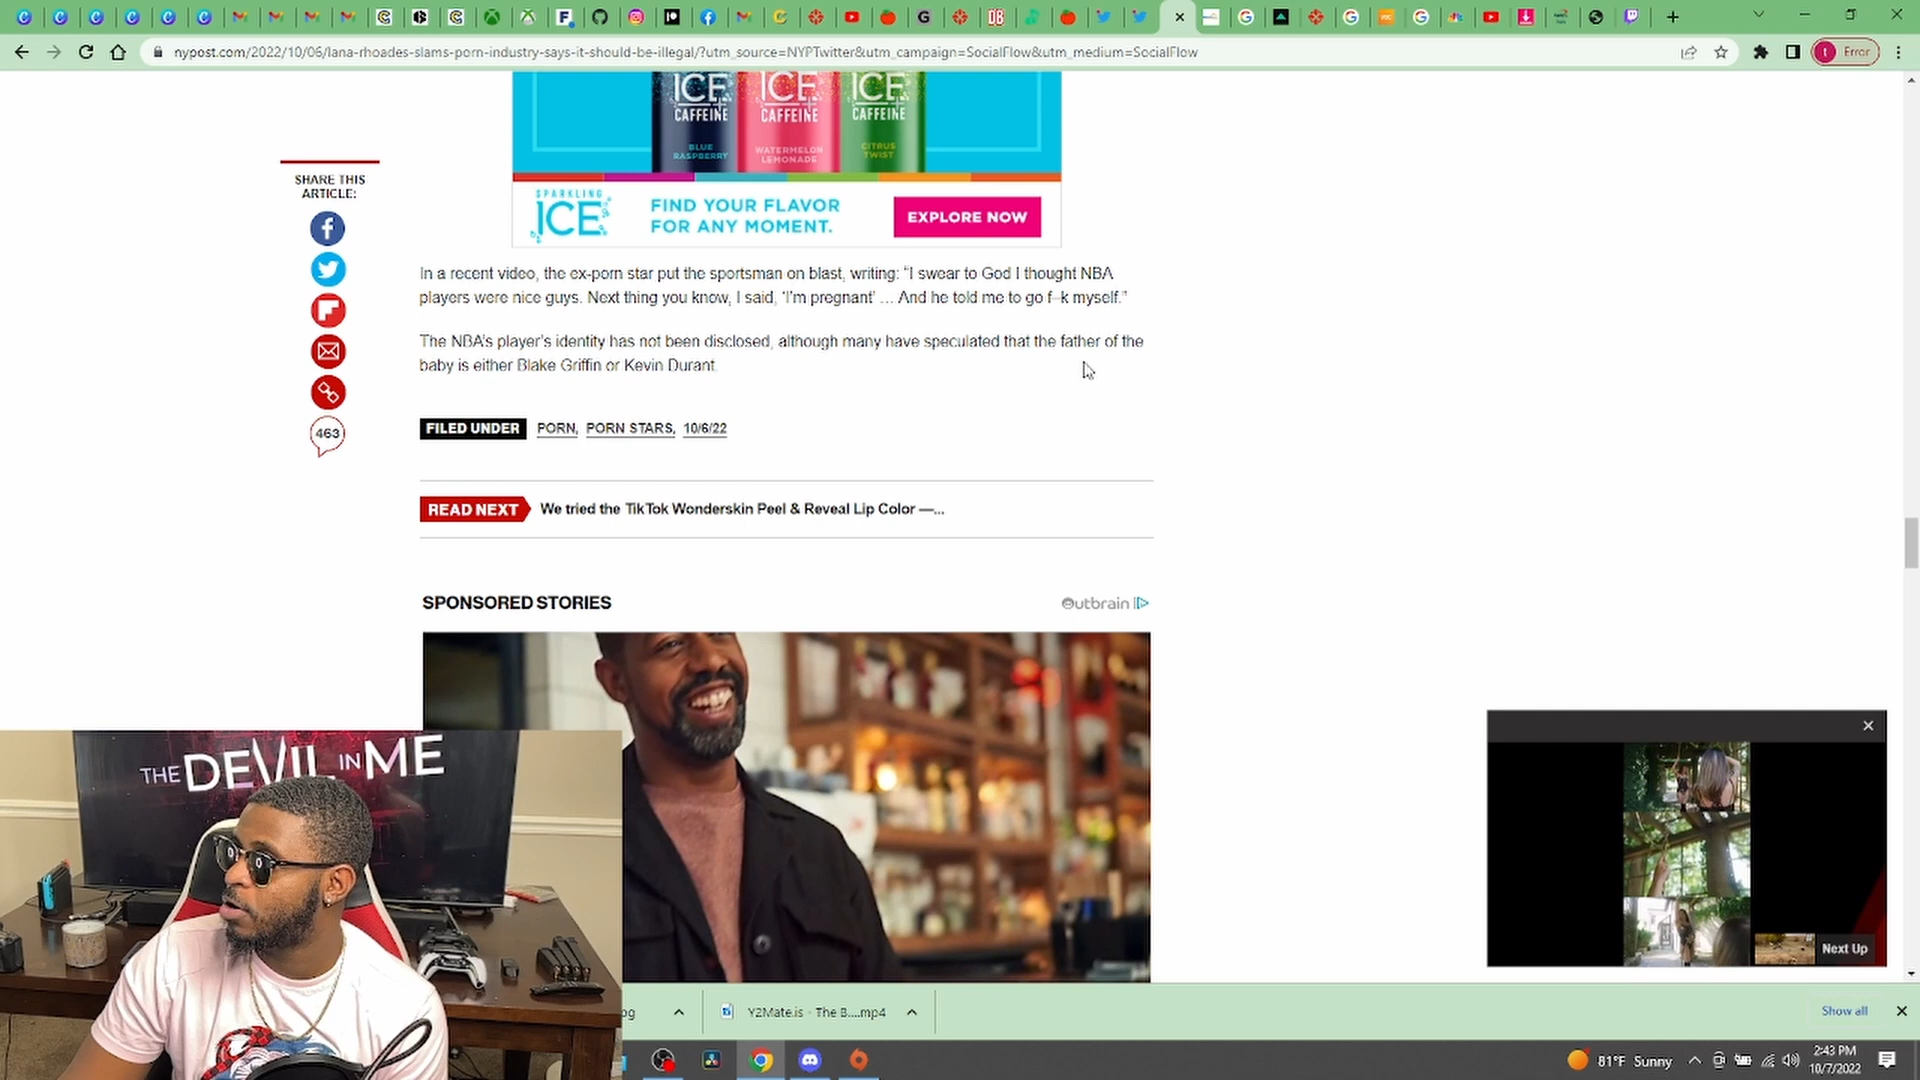 nypost.com/2022/10/06/lana-rhoades-slams-porn-industry-says-it-should-be-illegal/?utm_source=NYPTwitter&utm_campaign=SocialFlow&utm_medium=SocialFlow
Error
ICE ICE ICE
CAFFEINE CAFFEINE CAFFEINE
BLUE RASPBERRY
WATERMELON LEMONADE
CITRUS TWIST
SPARKLING
ICE
FIND YOUR FLAVOR
FOR ANY MOMENT.
EXPLORE NOW
SHARE THIS
ARTICLE:
463
In a recent video, the ex-porn star put the sportsman on blast, writing: “I swear to God I thought NBA
players were nice guys. Next thing you know, I said, ‘I’m pregnant’ … And he told me to go f–k myself.”
The NBA’s player’s identity has not been disclosed, although many have speculated that the father of the
baby is either Blake Griffin or Kevin Durant.
FILED UNDER PORN, PORN STARS, 10/6/22
READ NEXT We tried the TikTok Wonderskin Peel & Reveal Lip Color —...
SPONSORED STORIES
Outbrain
THE DEVIL IN ME
Next Up
og
Y2Mate.is - The B....mp4
Show all
81°F Sunny
2:43 PM
10/7/2022